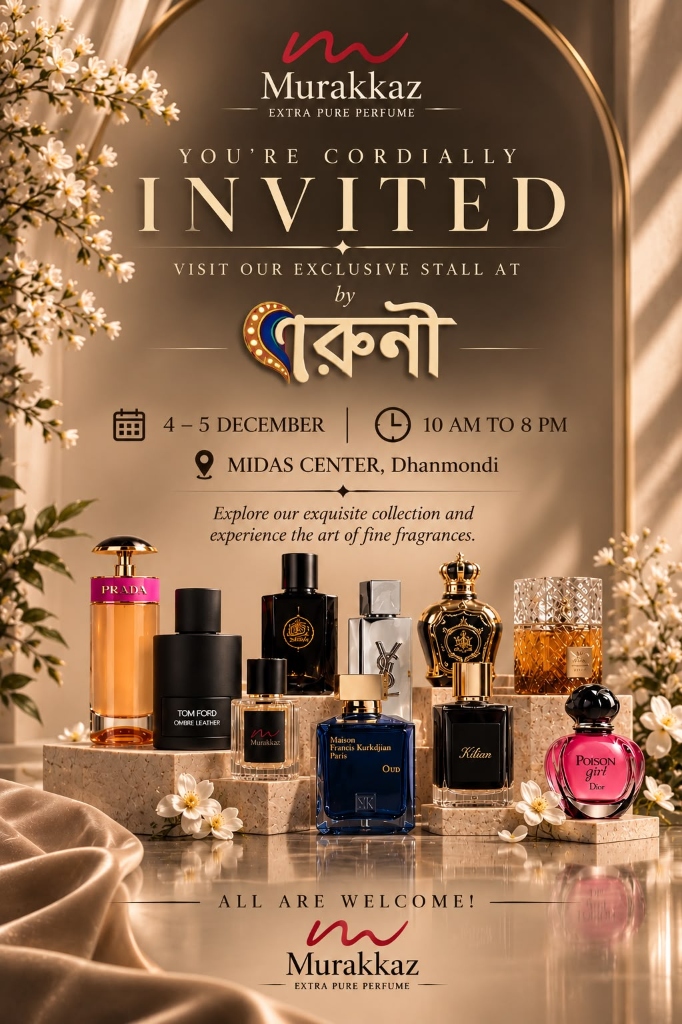 Murakkaz
EXTRA PURE PERFUME
YOU'RE CORDIALLY
INVITED
VISIT OUR EXCLUSIVE STALL AT
by
পরুনী
4 – 5 DECEMBER
10 AM TO 8 PM
MIDAS CENTER, Dhanmondi
Explore our exquisite collection and
experience the art of fine fragrances.
PRADA
TOM FORD
OMBRE LEATHER
Murakkaz
YSL
Maison
Francis Kurkdjian
Paris
OUD
Kilian
POISON
girl
Dior
ALL ARE WELCOME!
Murakkaz
EXTRA PURE PERFUME